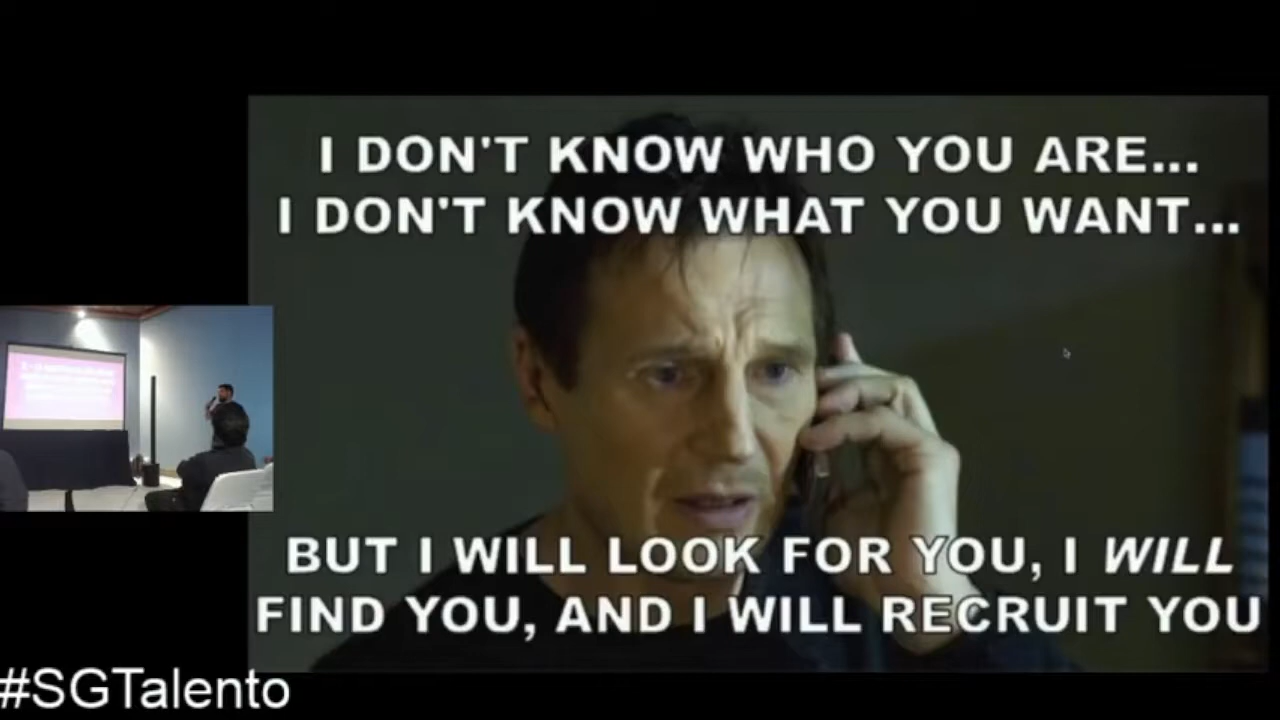 I DON'T KNOW WHO YOU ARE...
I DON'T KNOW WHAT YOU WANT...
BUT I WILL LOOK FOR YOU, I WILL
FIND YOU, AND I WILL RECRUIT YOU
#SGTalento